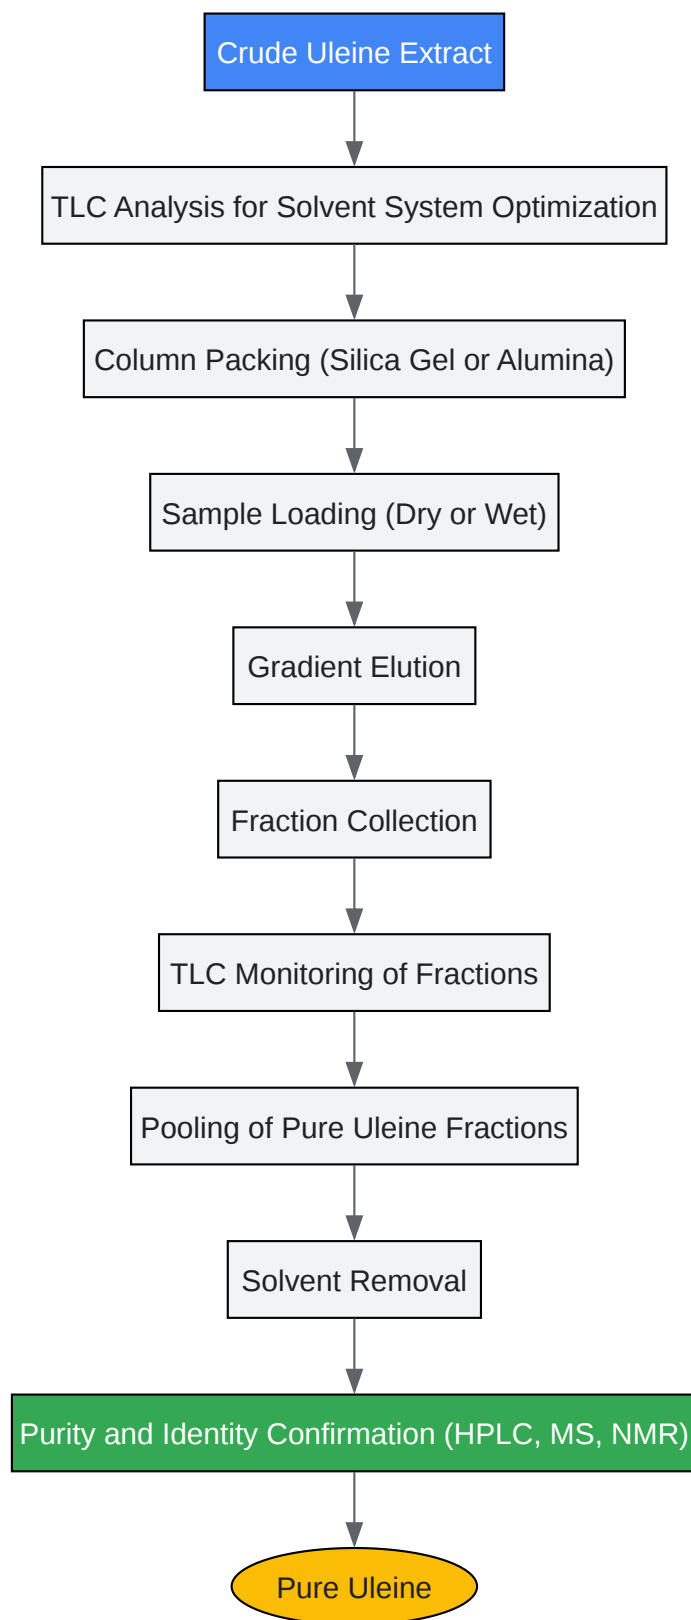 Crude Uleine Extract
TLC Analysis for Solvent System Optimization
Column Packing (Silica Gel or Alumina)
Sample Loading (Dry or Wet)
Gradient Elution
Fraction Collection
TLC Monitoring of Fractions
Pooling of Pure Uleine Fractions
Solvent Removal
Purity and Identity Confirmation (HPLC, MS, NMR)
Pure Uleine